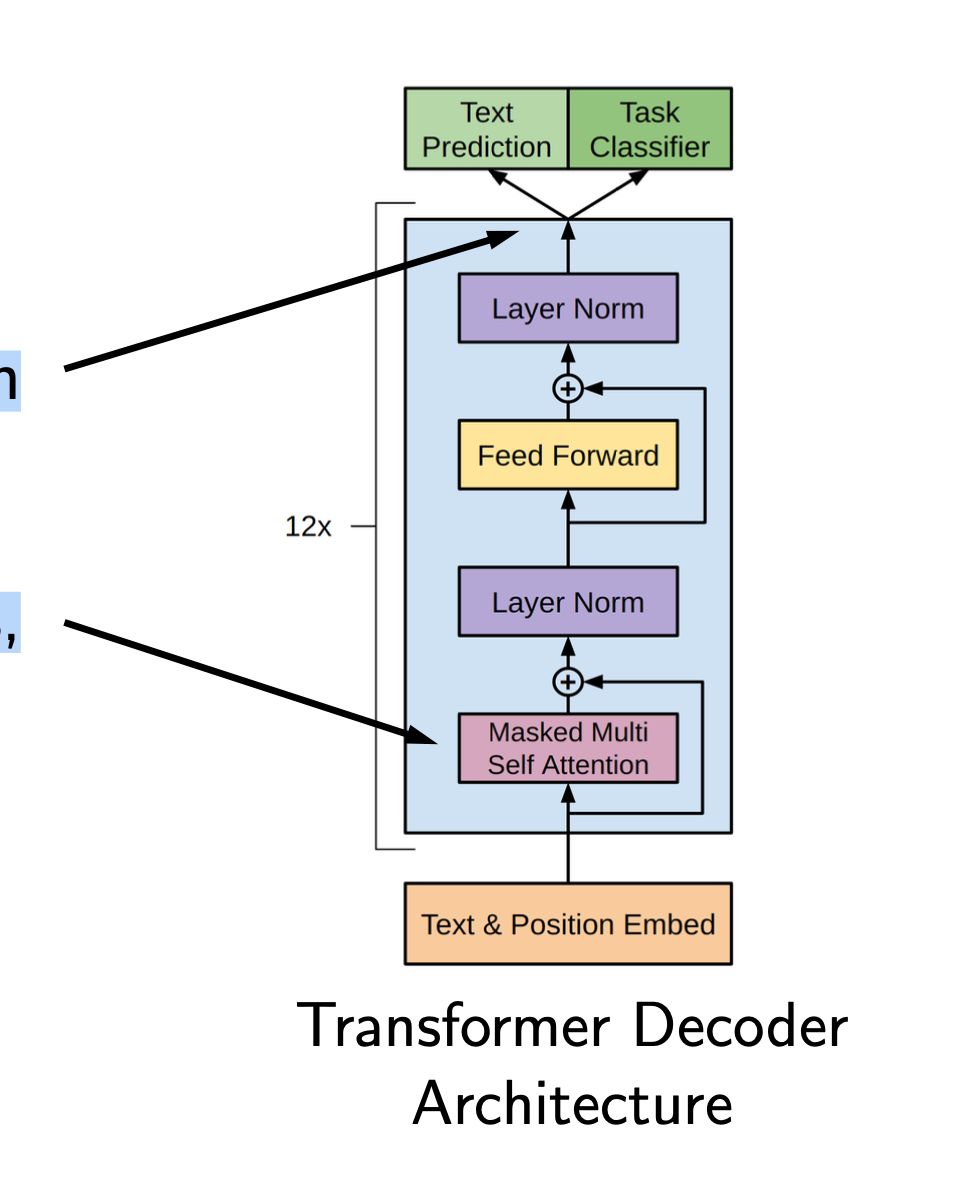 Text
Prediction
Task
Classifier
Layer Norm
+
Feed Forward
12x
Layer Norm
+
Masked Multi
Self Attention
Text & Position Embed
Transformer Decoder
Architecture